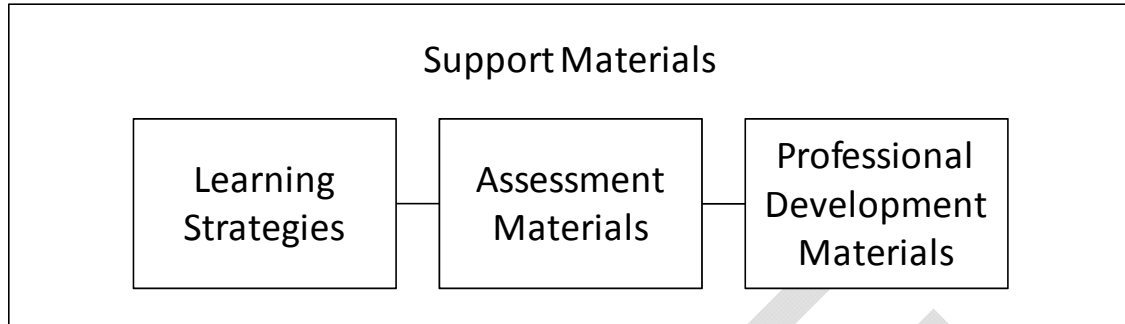 Support Materials
Learning
Strategies
Assessment
Materials
Professional
Development
Materials